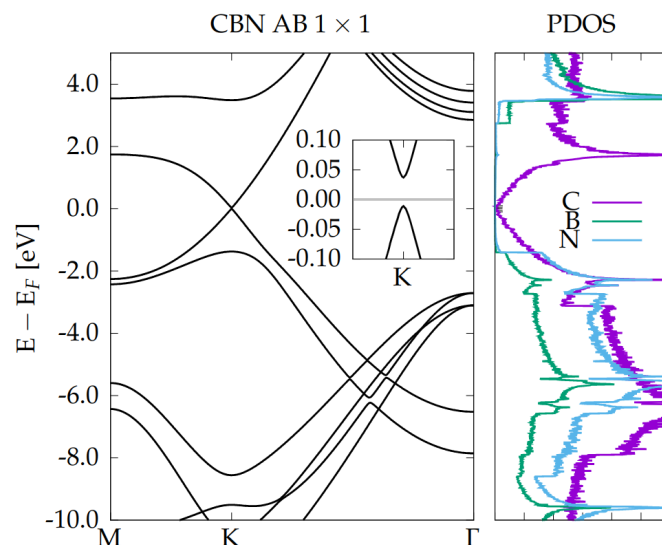 CBN AB 1 × 1
PDOS
E − E_F [eV]
4.0
2.0
0.0
-2.0
-4.0
-6.0
-8.0
-10.0
0.10
0.05
0.00
-0.05
-0.10
K
C
B
N
M
K
Γ